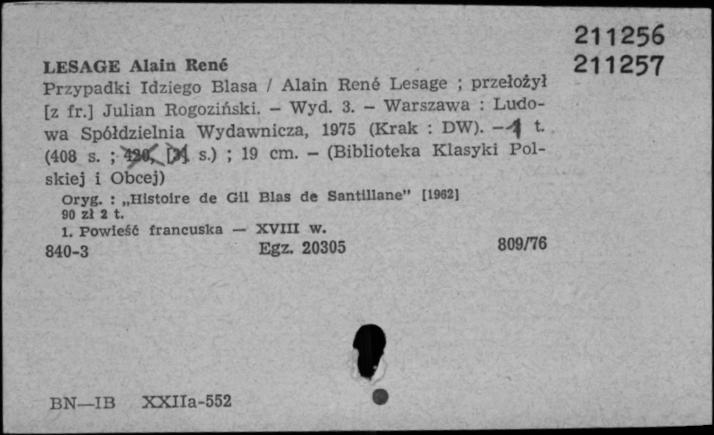 211256
211257
LESAGE Alain René
Przypadki Idziego Blasa / Alain René Lesage ; przełożył
[z fr.] Julian Rogoziński. — Wyd. 3. — Warszawa : Ludo-
wa Spółdzielnia Wydawnicza, 1975 (Krak : DW). — 1 t.
(408 s. ; 420, [3] s.) ; 19 cm. — (Biblioteka Klasyki Pol-
skiej i Obcej)
Oryg. : „Histoire de Gil Blas de Santillane" [1962]
90 zł 2 t.
1. Powieść francuska — XVIII w.
840-3 Egz. 20305 809/76
BN—IB XXIIa-552